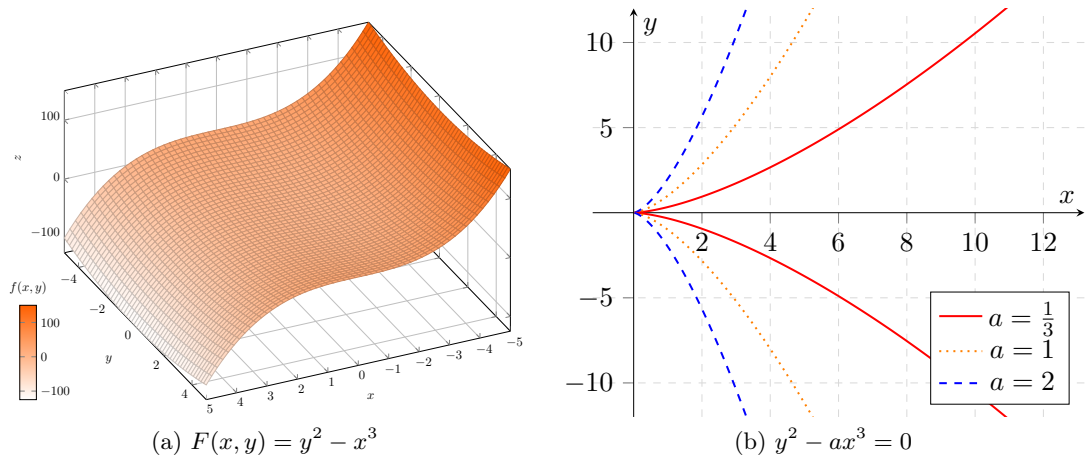 100
0
−100
z
−4
−2
0
2
4
y
5
4
3
2
1
0
−1
−2
−3
−4
−5
x
f(x, y)
100
0
−100
(a) F(x, y) = y² − x³
y
x
10
5
−5
−10
2
4
6
8
10
12
a = 1/3
a = 1
a = 2
(b) y² − ax³ = 0